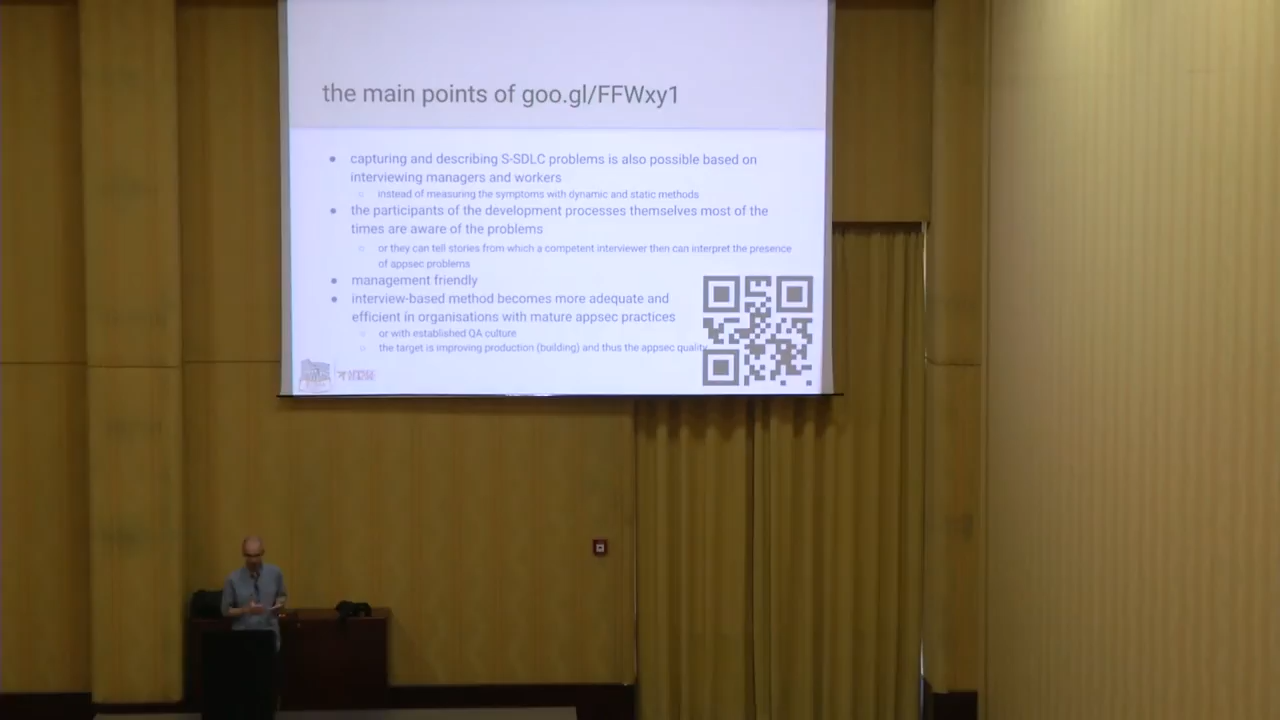 the main points of goo.gl/FFWxy1
• capturing and describing S-SDLC problems is also possible based on
interviewing managers and workers
○ instead of measuring the symptoms with dynamic and static methods
• the participants of the development processes themselves most of the
times are aware of the problems
○ or they can tell stories from which a competent interviewer then can interpret the presence
of appsec problems
• management friendly
• interview-based method becomes more adequate and
efficient in organisations with mature appsec practices
○ or with established QA culture
○ the target is improving production (building) and thus the appsec quality